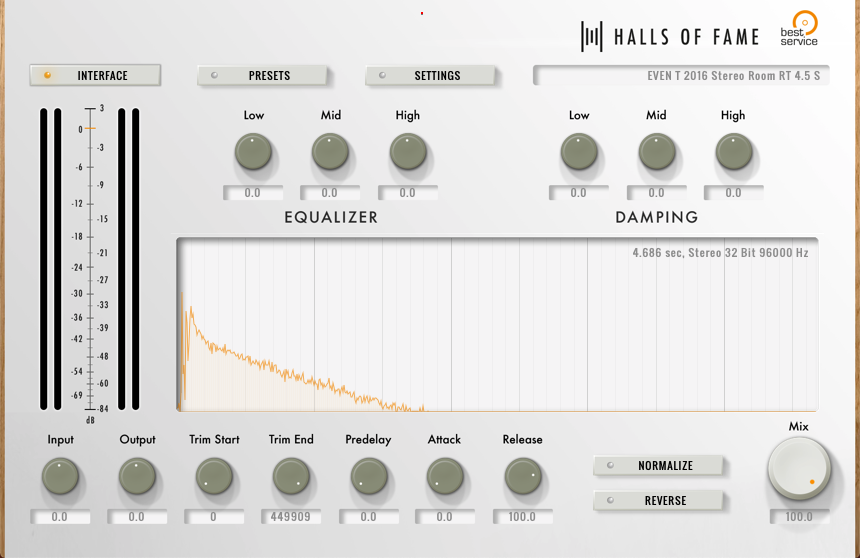 HALLS OF FAME
best
service
INTERFACE
PRESETS
SETTINGS
EVEN T 2016 Stereo Room RT 4.5 S
Low Mid High
Low Mid High
0.0 0.0 0.0
0.0 0.0 0.0
EQUALIZER
DAMPING
3
0
-3
-6
-9
-12
-15
-18
-21
-24
-27
-30
-33
-36
-39
-42
-48
-54
-60
-69
-84
dB
4.686 sec, Stereo 32 Bit 96000 Hz
Input Output Trim Start Trim End Predelay Attack Release
0.0 0.0 0 449909 0.0 0.0 100.0
NORMALIZE
REVERSE
Mix
100.0